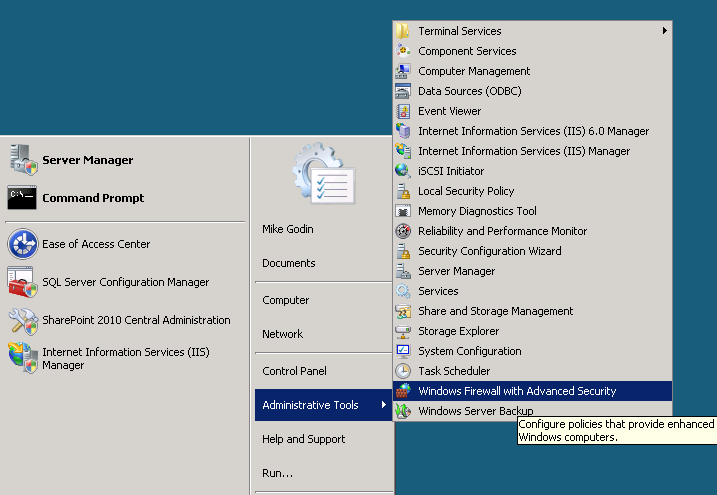 Server Manager
Command Prompt
Ease of Access Center
SQL Server Configuration Manager
SharePoint 2010 Central Administration
Internet Information Services (IIS)
Manager
Mike Godin
Documents
Computer
Network
Control Panel
Administrative Tools
Help and Support
Run...
Terminal Services
Component Services
Computer Management
Data Sources (ODBC)
Event Viewer
Internet Information Services (IIS) 6.0 Manager
Internet Information Services (IIS) Manager
iSCSI Initiator
Local Security Policy
Memory Diagnostics Tool
Reliability and Performance Monitor
Security Configuration Wizard
Server Manager
Services
Share and Storage Management
Storage Explorer
System Configuration
Task Scheduler
Windows Firewall with Advanced Security
Windows Server Backup
Configure policies that provide enhanced
Windows computers.